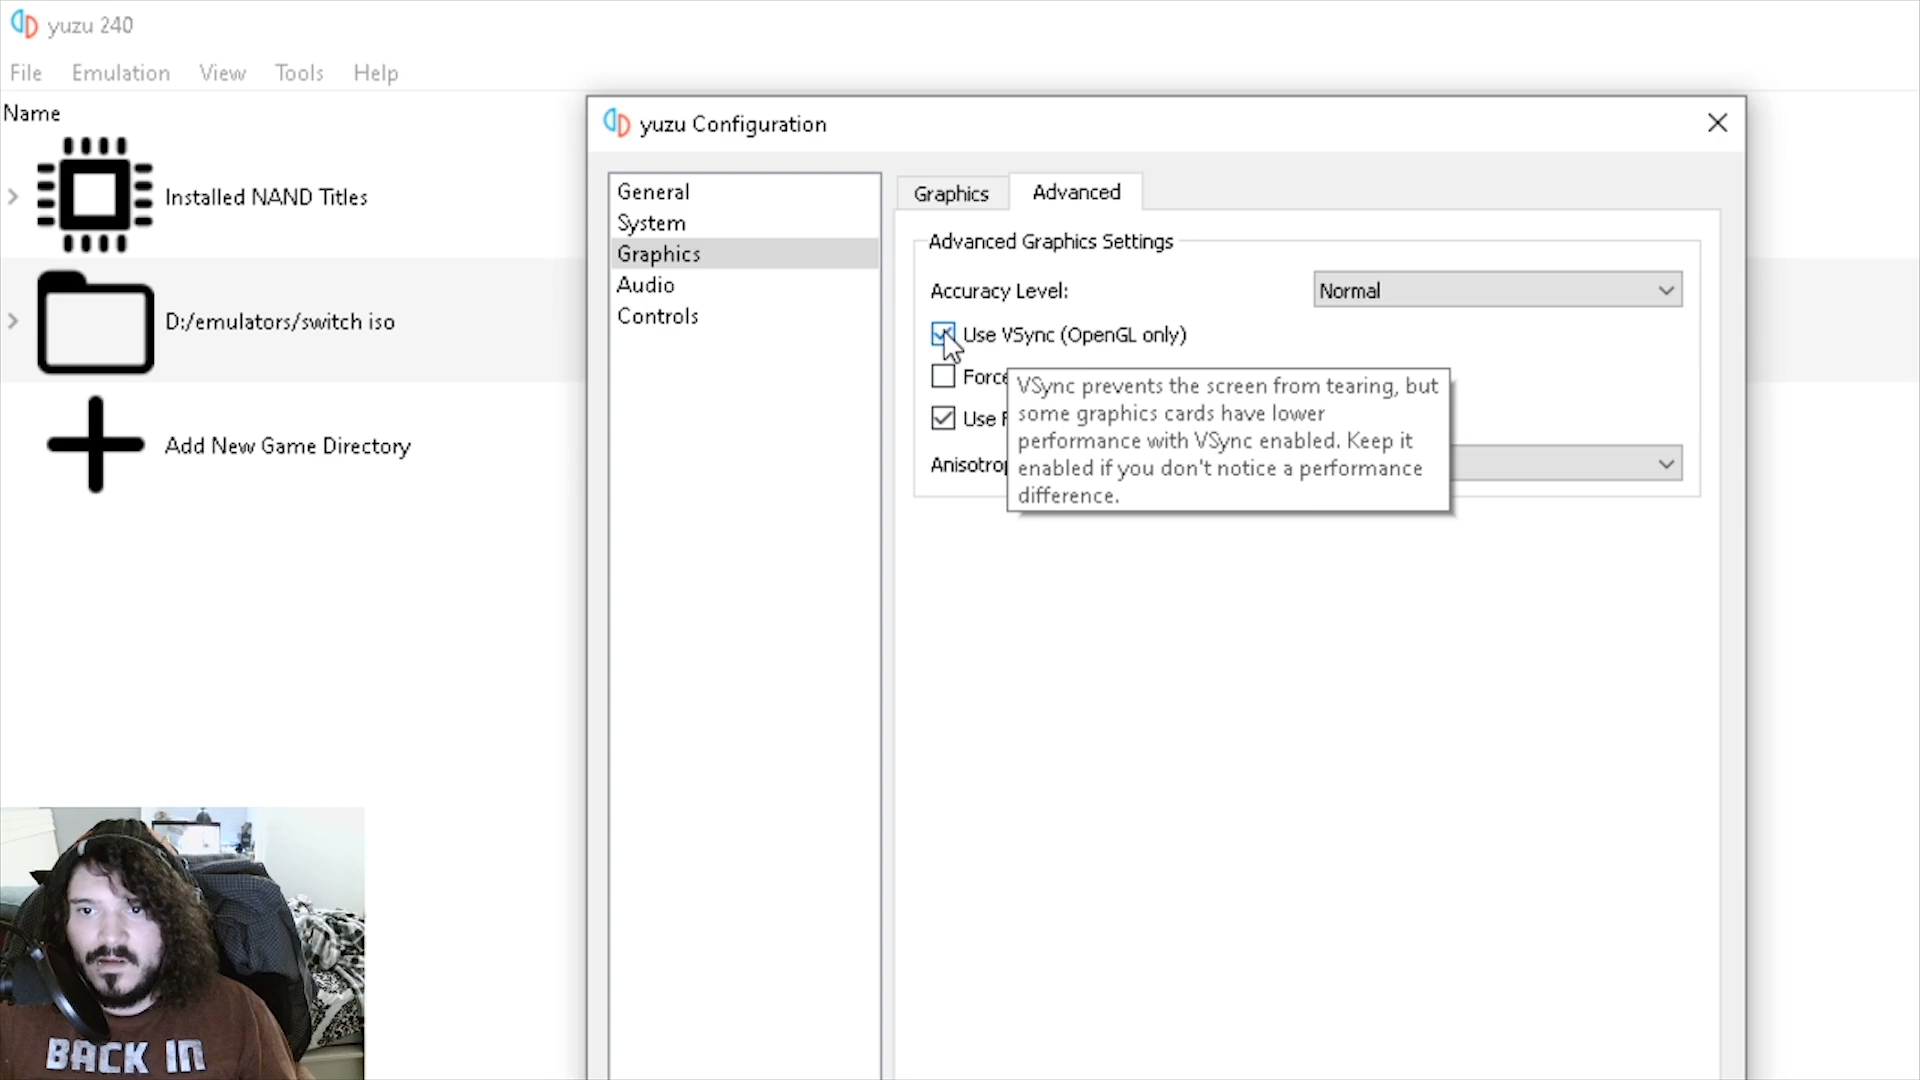 yuzu 240
File Emulation View Tools Help
Name
Installed NAND Titles
D:/emulators/switch iso
Add New Game Directory
yuzu Configuration
General
System
Graphics
Audio
Controls
Graphics Advanced
Advanced Graphics Settings
Accuracy Level: Normal
Use VSync (OpenGL only)
Force
Use
VSync prevents the screen from tearing, but
some graphics cards have lower
performance with VSync enabled. Keep it
enabled if you don't notice a performance
difference.
Anisotrop
BACK IN